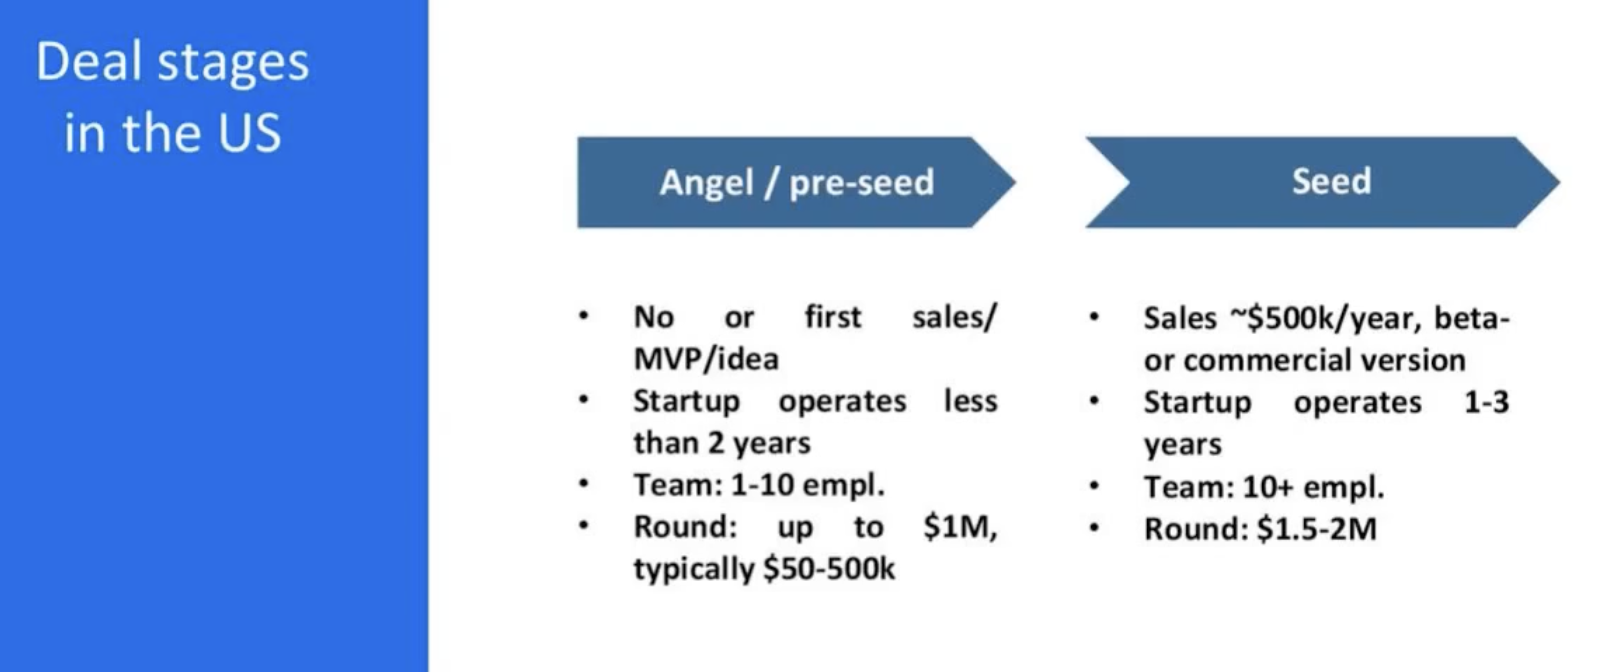 Deal stages
in the US
Angel / pre-seed
• No or first sales/
MVP/idea
• Startup operates less
than 2 years
• Team: 1-10 empl.
• Round: up to $1M,
typically $50-500k
Seed
• Sales ~$500k/year, beta-
or commercial version
• Startup operates 1-3
years
• Team: 10+ empl.
• Round: $1.5-2M